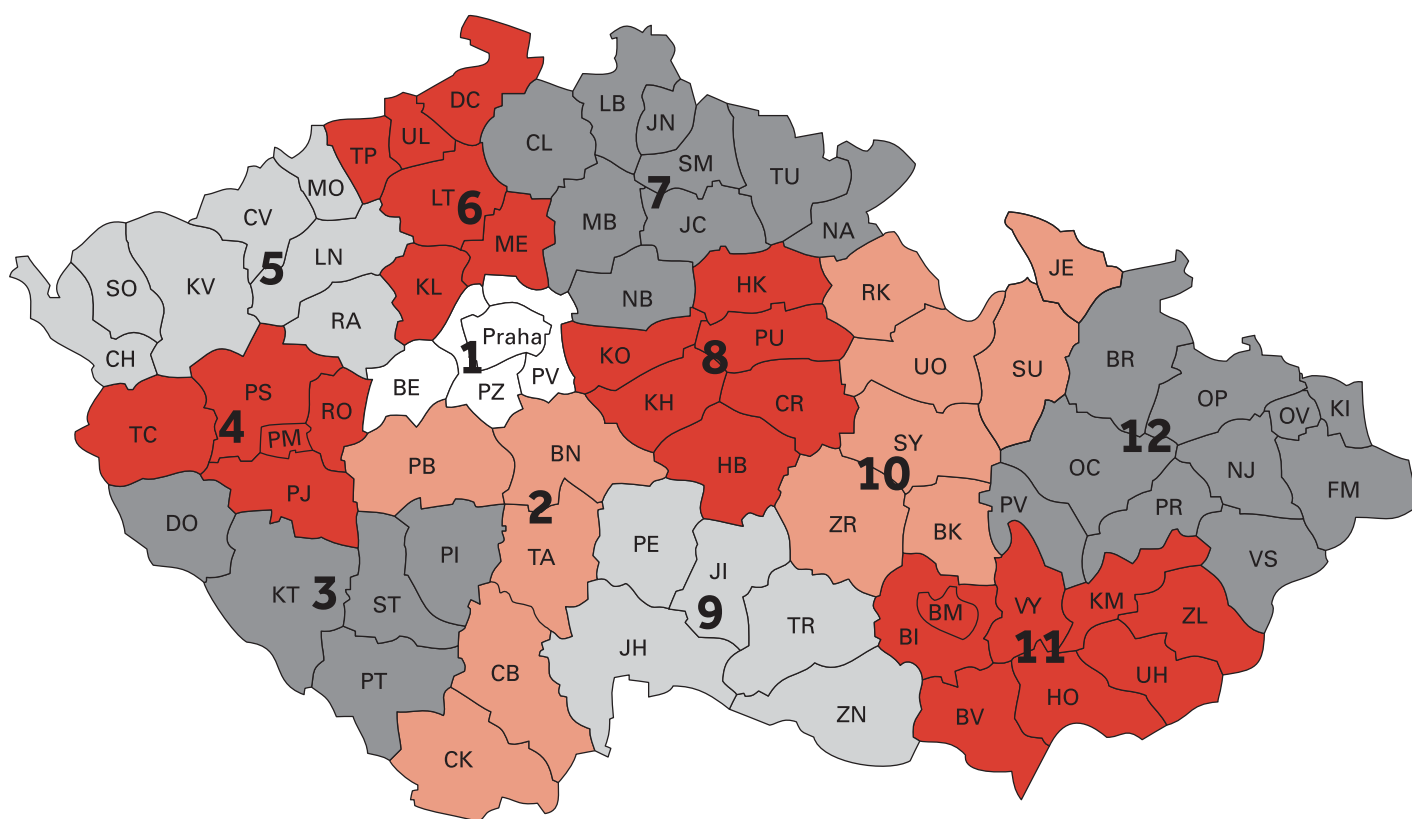 DC
LB
UL
JN
CL
TP
SM
TU
MO
LT
6
7
CV
MB
JC
NA
ME
LN
5
JE
SO
KV
KL
HK
RK
NB
RA
Praha
PU
KO
8
CH
1
BR
UO
SU
PV
BE
PZ
PS
OP
KH
CR
RO
KI
OV
TC
4
PM
SY
12
BN
PB
HB
10
OC
NJ
PJ
FM
2
PV
PR
DO
ZR
BK
PE
PI
TA
VS
JI
KT
3
ST
9
BM
VY
KM
ZL
TR
BI
JH
11
CB
UH
PT
HO
ZN
BV
CK